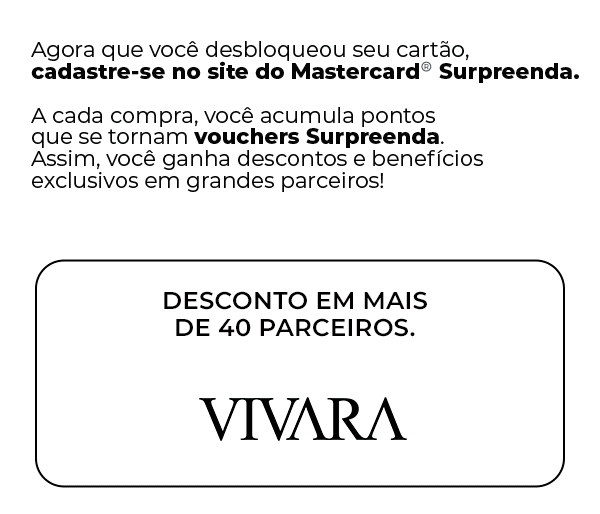 Agora que você desbloqueou seu cartão,
cadastre-se no site do Mastercard® Surpreenda.
A cada compra, você acumula pontos
que se tornam vouchers Surpreenda.
Assim, você ganha descontos e benefícios
exclusivos em grandes parceiros!
DESCONTO EM MAIS
DE 40 PARCEIROS.
VIVARA